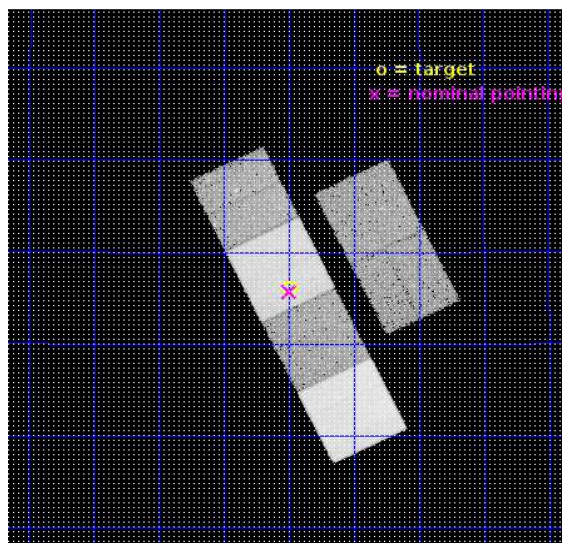 o = target
x = nominal pointing